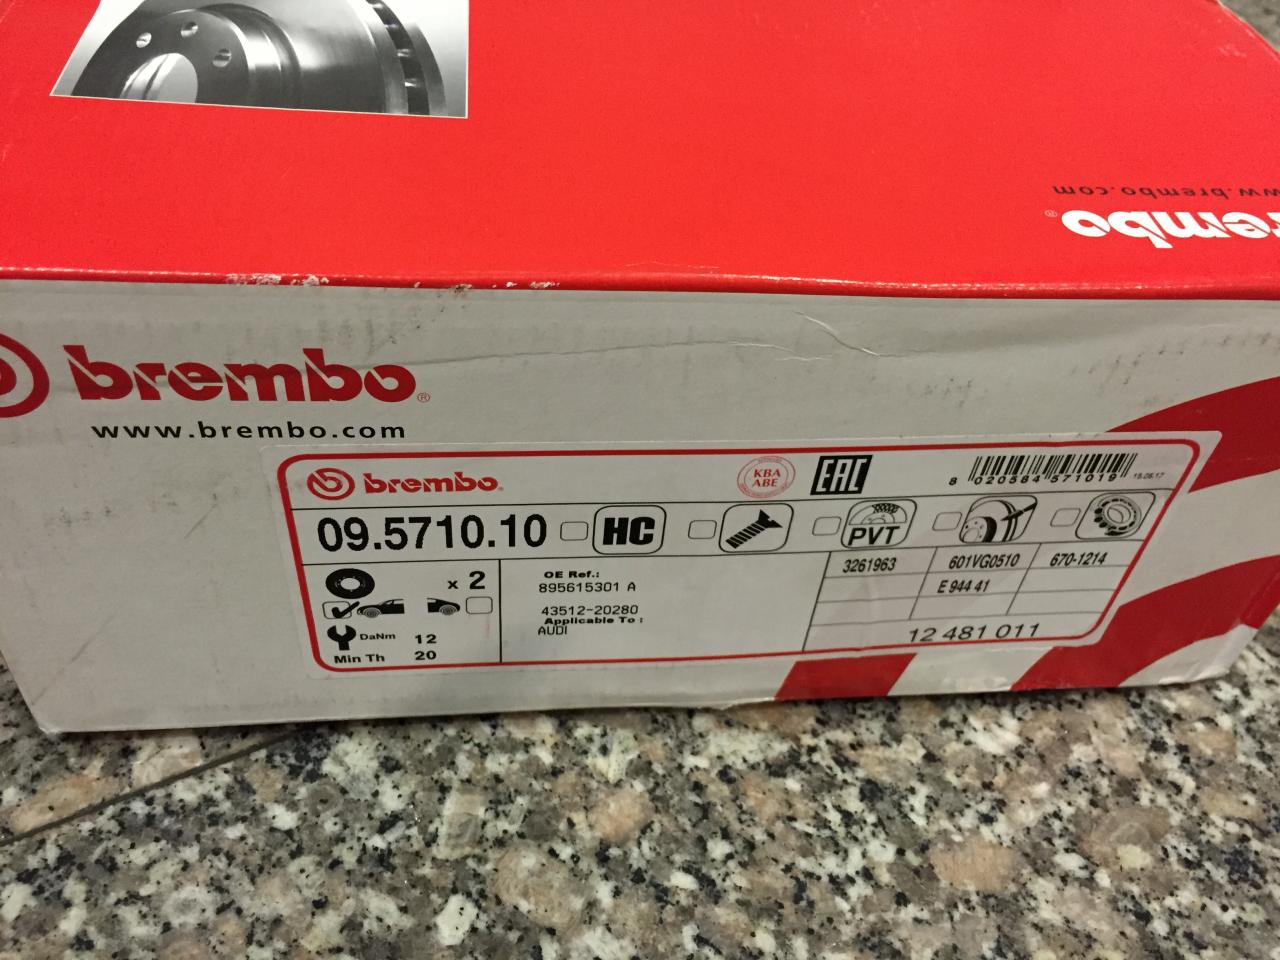 www.brembo.com
brembo®
brembo®
www.brembo.com
brembo
KBA
ABE
EAC
8 020584 571019
09.5710.10
HC
PVT
x 2
DaNm 12
Min Th 20
OE Ref.:
895615301 A
43512-20280
Applicable To :
AUDI
3261963 601VG0510 670-1214
E 944 41
12 481 011